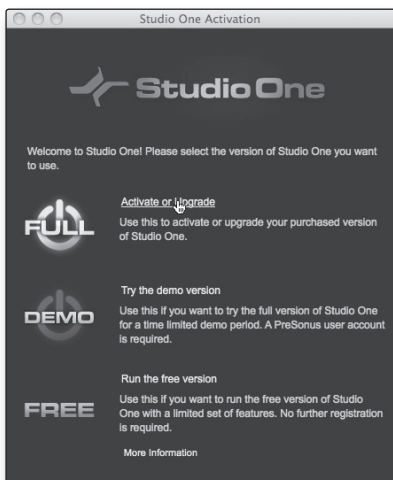 Studio One Activation
Studio One
Welcome to Studio One! Please select the version of Studio One you want
to use.
FULL
Activate or Upgrade
Use this to activate or upgrade your purchased version
of Studio One.
DEMO
Try the demo version
Use this if you want to try the full version of Studio One
for a time limited demo period. A PreSonus user account
is required.
FREE
Run the free version
Use this if you want to run the free version of Studio
One with a limited set of features. No further registration
is required.
More Information